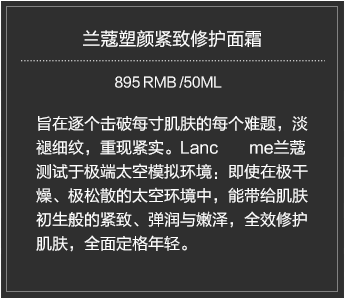 兰蔻塑颜紧致修护面霜
895 RMB /50ML
旨在逐个击破每寸肌肤的每个难题，淡
褪细纹，重现紧实。Lanc me兰蔻
测试于极端太空模拟环境：即使在极干
燥、极松散的太空环境中，能带给肌肤
初生般的紧致、弹润与嫩泽，全效修护
肌肤，全面定格年轻。